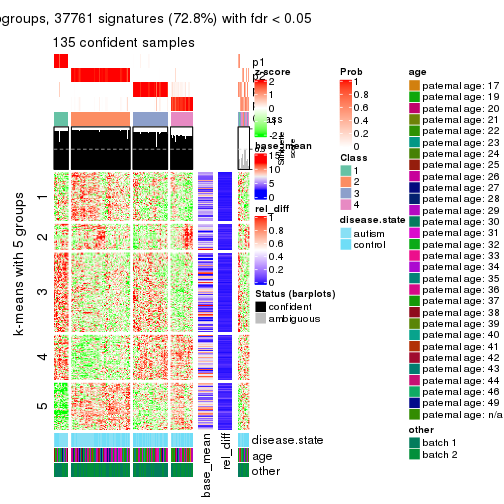 ogroups, 37761 signatures (72.8%) with fdr < 0.05
135 confident samples
p1
z-score
2
1
0
-1
-2
base_mean
15
10
5
0
rel_diff
1
0.8
0.6
0.4
0.2
0
Status (barplots)
confident
ambiguous
Silhouette
score
Prob
1
0.8
0.6
0.4
0.2
0
Class
1
2
3
4
disease.state
autism
control
age
paternal age: 17
paternal age: 19
paternal age: 20
paternal age: 21
paternal age: 22
paternal age: 23
paternal age: 24
paternal age: 25
paternal age: 26
paternal age: 27
paternal age: 28
paternal age: 29
paternal age: 30
paternal age: 31
paternal age: 32
paternal age: 33
paternal age: 34
paternal age: 35
paternal age: 36
paternal age: 37
paternal age: 38
paternal age: 39
paternal age: 40
paternal age: 41
paternal age: 42
paternal age: 43
paternal age: 44
paternal age: 46
paternal age: 49
paternal age: n/a
other
batch 1
batch 2
k-means with 5 groups
1
2
3
4
5
disease.state
age
other
base_mean
rel_diff